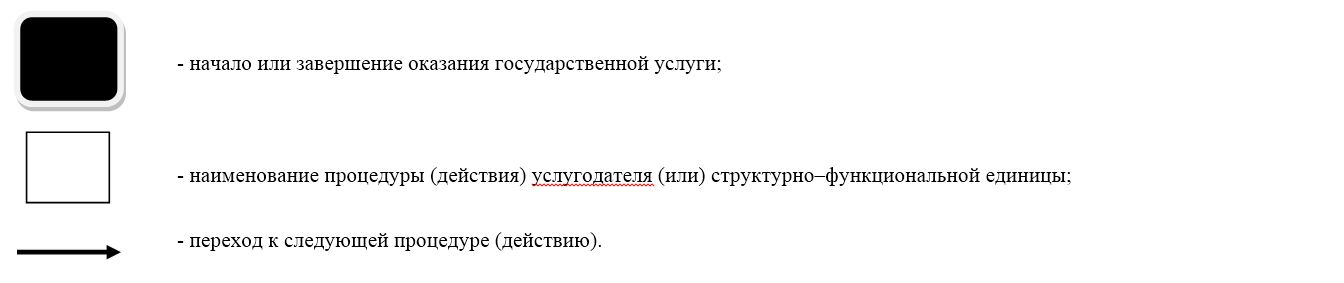 - начало или завершение оказания государственной услуги;
- наименование процедуры (действия) услугодателя (или) структурно–функциональной единицы;
- переход к следующей процедуре (действию).